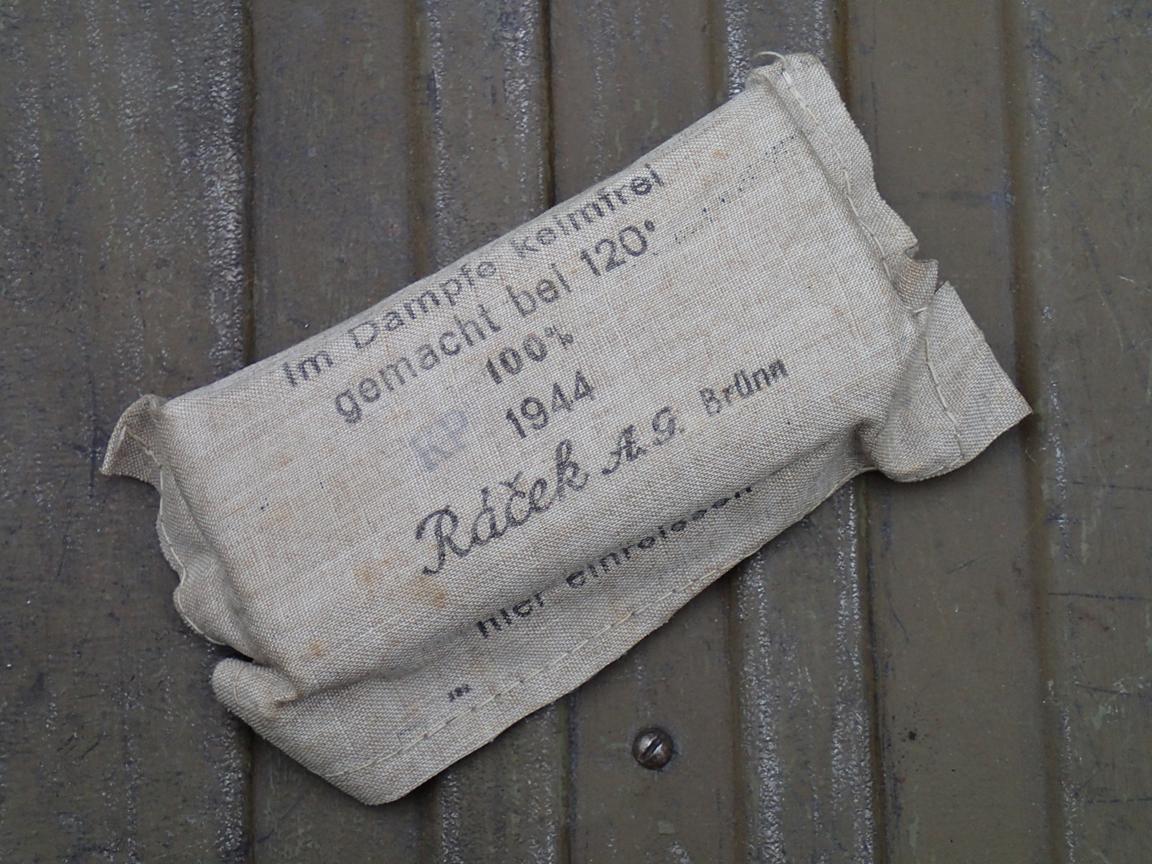 Im Dampfe keimfrei
gemacht bei 120°
100%
KP 1944
Ráček A.G. Brünn
hier einreissen